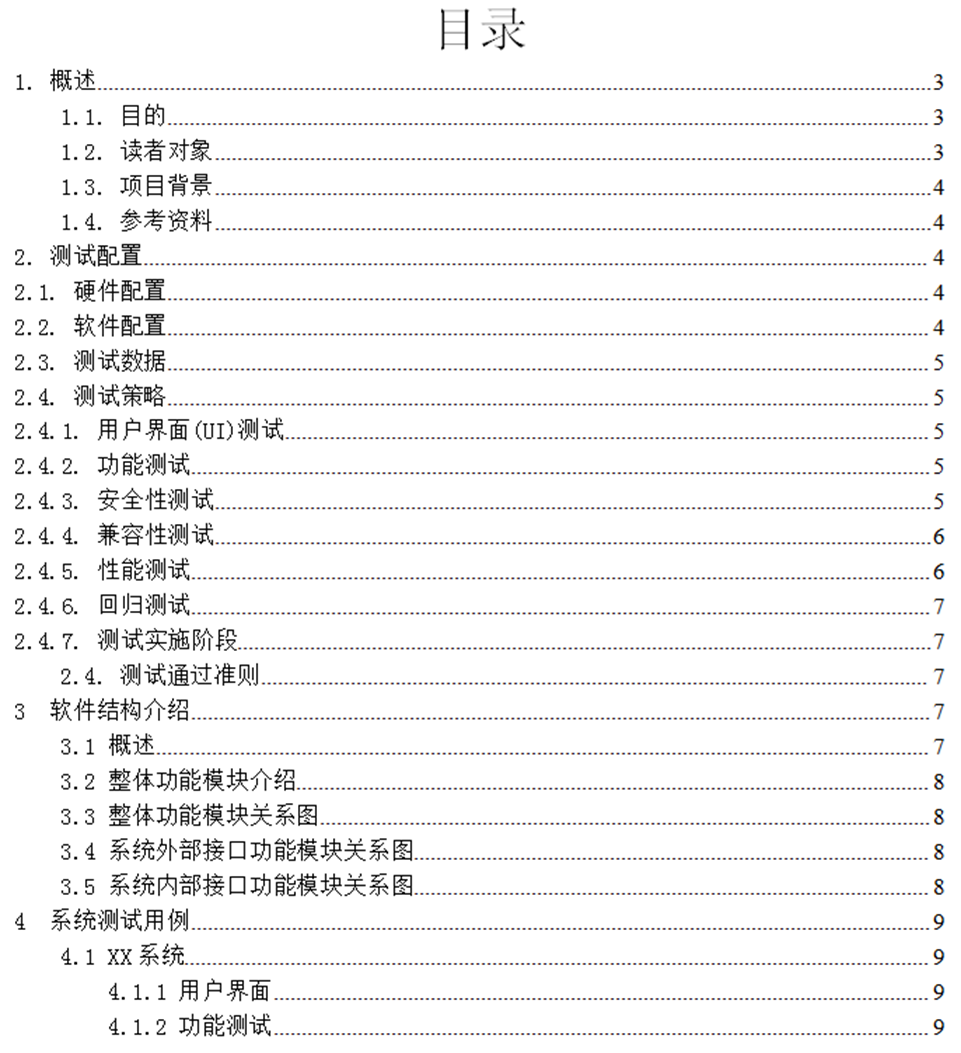 目录
1. 概述 3
1.1. 目的 3
1.2. 读者对象 3
1.3. 项目背景 4
1.4. 参考资料 4
2. 测试配置 4
2.1. 硬件配置 4
2.2. 软件配置 4
2.3. 测试数据 5
2.4. 测试策略 5
2.4.1. 用户界面(UI)测试 5
2.4.2. 功能测试 5
2.4.3. 安全性测试 5
2.4.4. 兼容性测试 6
2.4.5. 性能测试 6
2.4.6. 回归测试 7
2.4.7. 测试实施阶段 7
2.4. 测试通过准则 7
3 软件结构介绍 7
3.1 概述 7
3.2 整体功能模块介绍 8
3.3 整体功能模块关系图 8
3.4 系统外部接口功能模块关系图 8
3.5 系统内部接口功能模块关系图 8
4 系统测试用例 9
4.1 XX系统 9
4.1.1 用户界面 9
4.1.2 功能测试 9